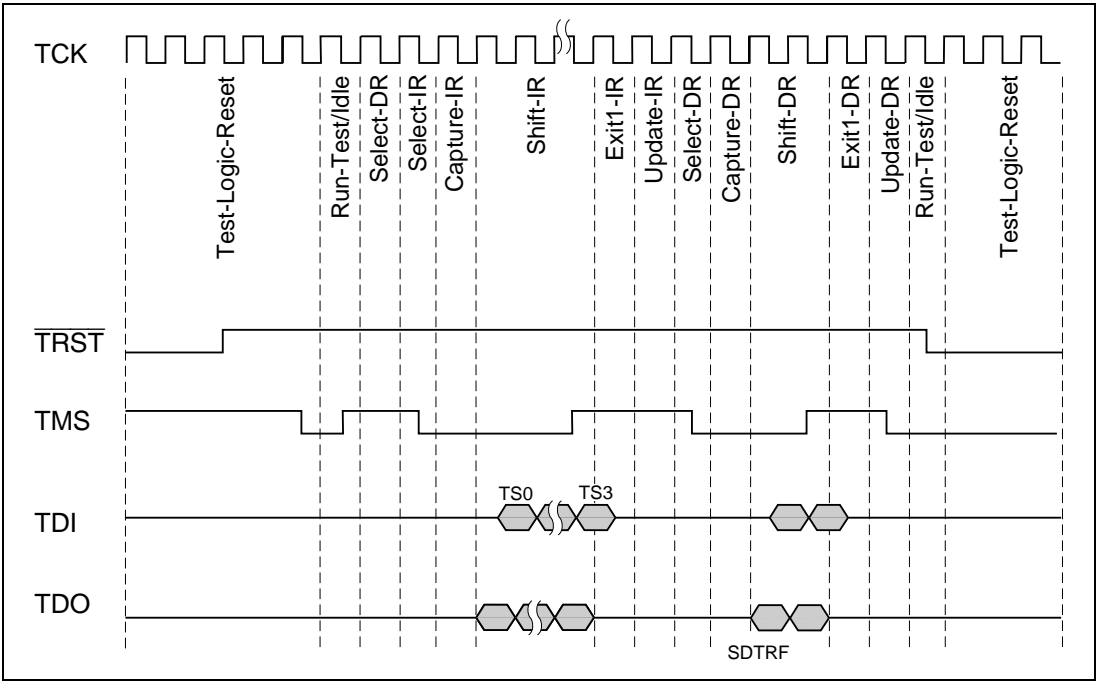 TCK
Test-Logic-Reset
Run-Test/Idle
Select-DR
Select-IR
Capture-IR
Shift-IR
Exit1-IR
Update-IR
Select-DR
Capture-DR
Shift-DR
Exit1-DR
Update-DR
Run-Test/Idle
Test-Logic-Reset
TRST
TMS
TS0 TS3
TDI
TDO
SDTRF